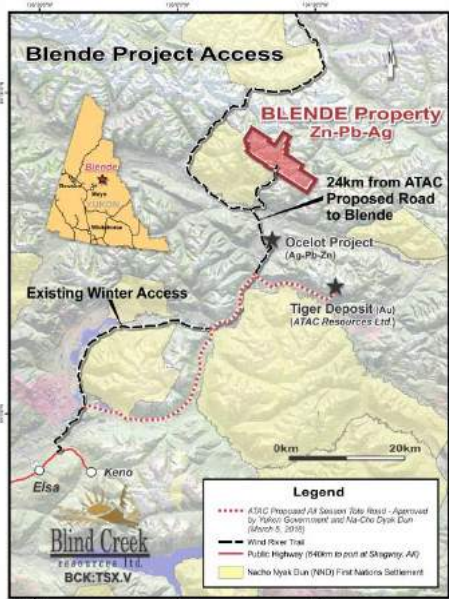 Blende Project Access
BLENDE Property
Zn-Pb-Ag
Blende
Mayo
YUKON
Whitehorse
24km from ATAC
Proposed Road
to Blende
Ocelot Project
(Ag-Pb-Zn)
Existing Winter Access
Tiger Deposit (Au)
(ATAC Resources Ltd.)
0km
20km
Elsa
Keno
Blind Creek
resources ltd.
BCK:TSX.V
Legend
ATAC Proposed All Season Tote Road - Approved
by Yukon Government and Na-Cho Nyak Dun
(March 5, 2018)
Wind River Trail
Public Highway (640km to port at Skagway, AK)
Nacho Nyak Dun (NND) First Nations Settlement